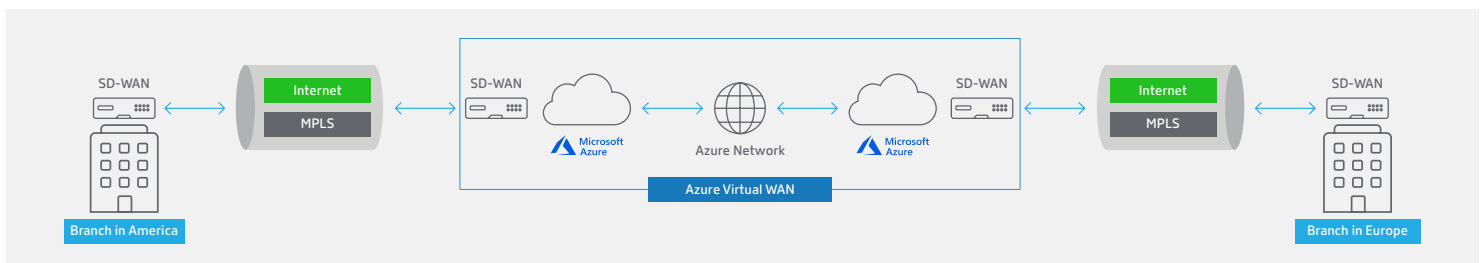 SD-WAN
Internet
MPLS
Branch in America
SD-WAN
Microsoft
Azure
Azure Network
Microsoft
Azure
SD-WAN
Azure Virtual WAN
Internet
MPLS
SD-WAN
Branch in Europe